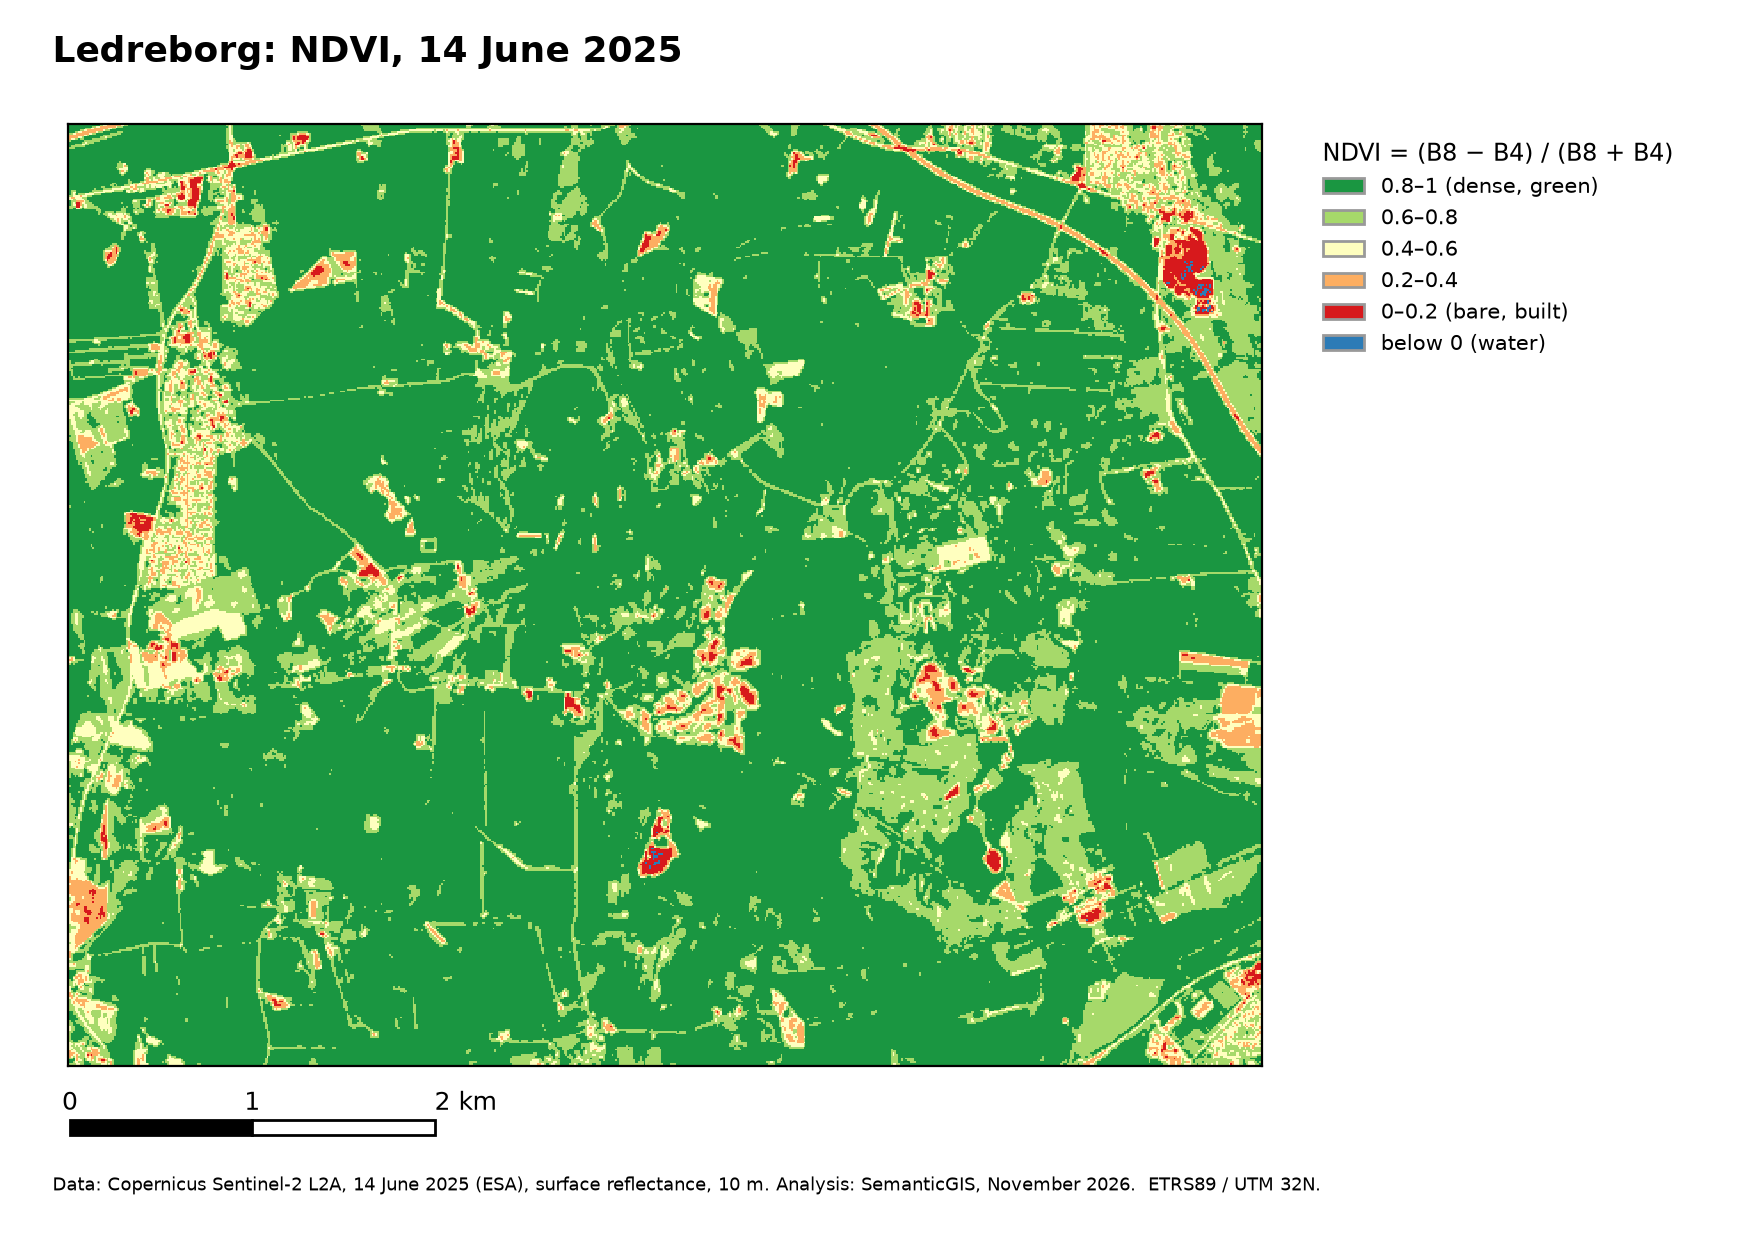 Ledreborg: NDVI, 14 June 2025
NDVI = (B8 − B4) / (B8 + B4)
0.8–1 (dense, green)
0.6–0.8
0.4–0.6
0.2–0.4
0–0.2 (bare, built)
below 0 (water)
0 1 2 km
Data: Copernicus Sentinel-2 L2A, 14 June 2025 (ESA), surface reflectance, 10 m. Analysis: SemanticGIS, November 2026.  ETRS89 / UTM 32N.